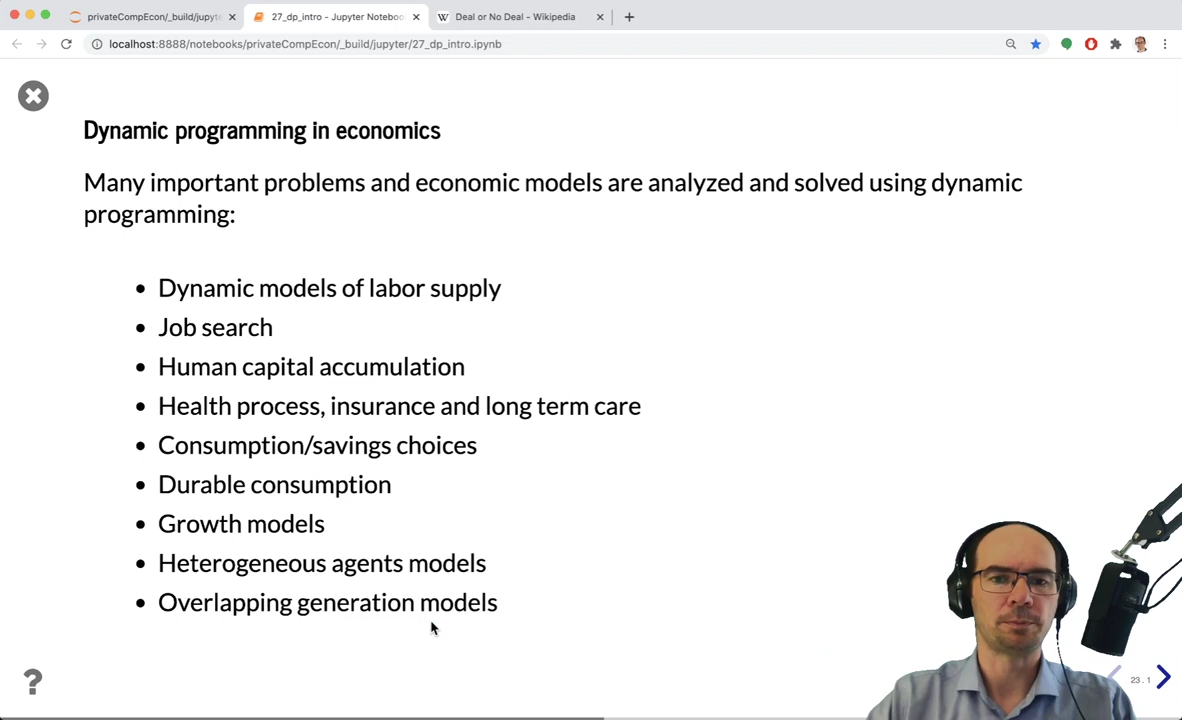 privateCompEcon/_build/jupyte
27_dp_intro - Jupyter Noteboo
Deal or No Deal - Wikipedia
localhost:8888/notebooks/privateCompEcon/_build/jupyter/27_dp_intro.ipynb
Dynamic programming in economics
Many important problems and economic models are analyzed and solved using dynamic
programming:
• Dynamic models of labor supply
• Job search
• Human capital accumulation
• Health process, insurance and long term care
• Consumption/savings choices
• Durable consumption
• Growth models
• Heterogeneous agents models
• Overlapping generation models
?
23 . 1